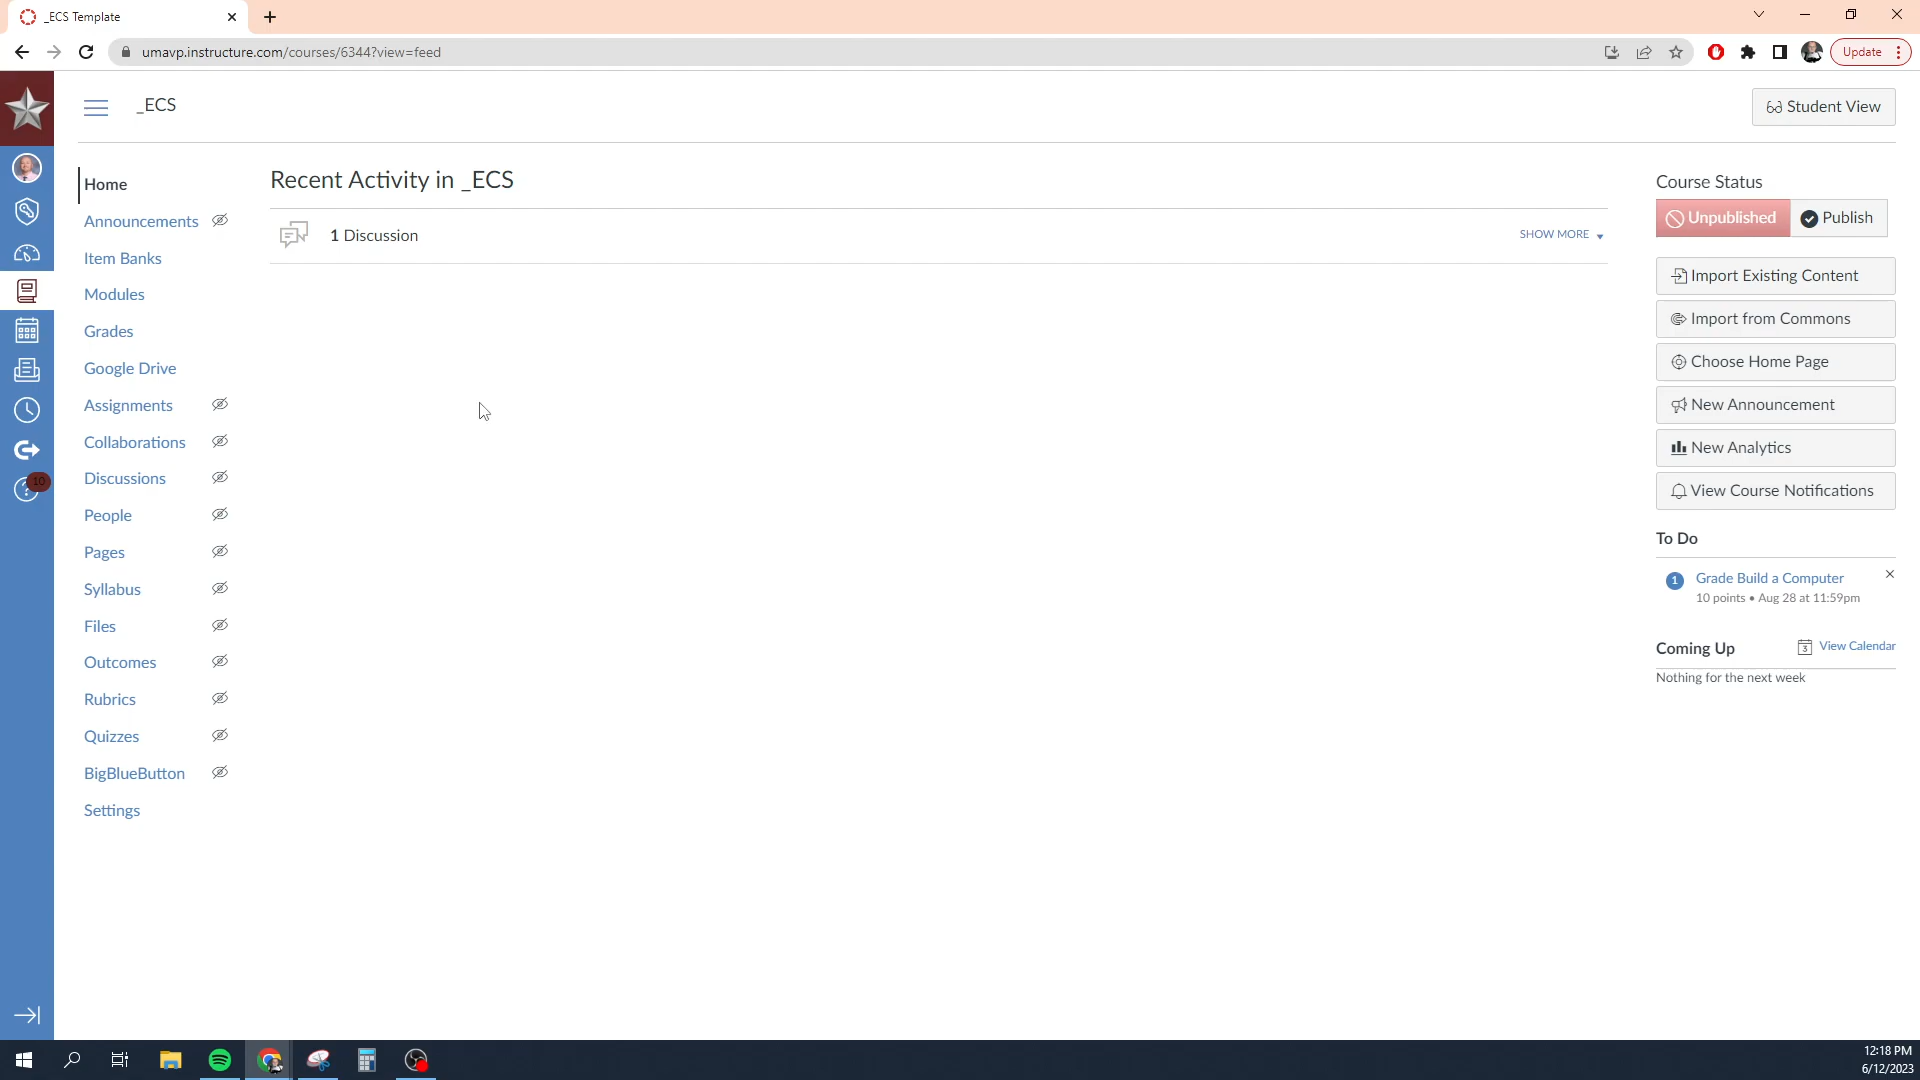 _ECS Template
umavp.instructure.com/courses/6344?view=feed
Update
_ECS
Student View
Home
Announcements
Item Banks
Modules
Grades
Google Drive
Assignments
Collaborations
Discussions
People
Pages
Syllabus
Files
Outcomes
Rubrics
Quizzes
BigBlueButton
Settings
10
Recent Activity in _ECS
1 Discussion
SHOW MORE
Course Status
Unpublished
Publish
Import Existing Content
Import from Commons
Choose Home Page
New Announcement
New Analytics
View Course Notifications
To Do
1
Grade Build a Computer
10 points • Aug 28 at 11:59pm
Coming Up
3
View Calendar
Nothing for the next week
12:18 PM
6/12/2023